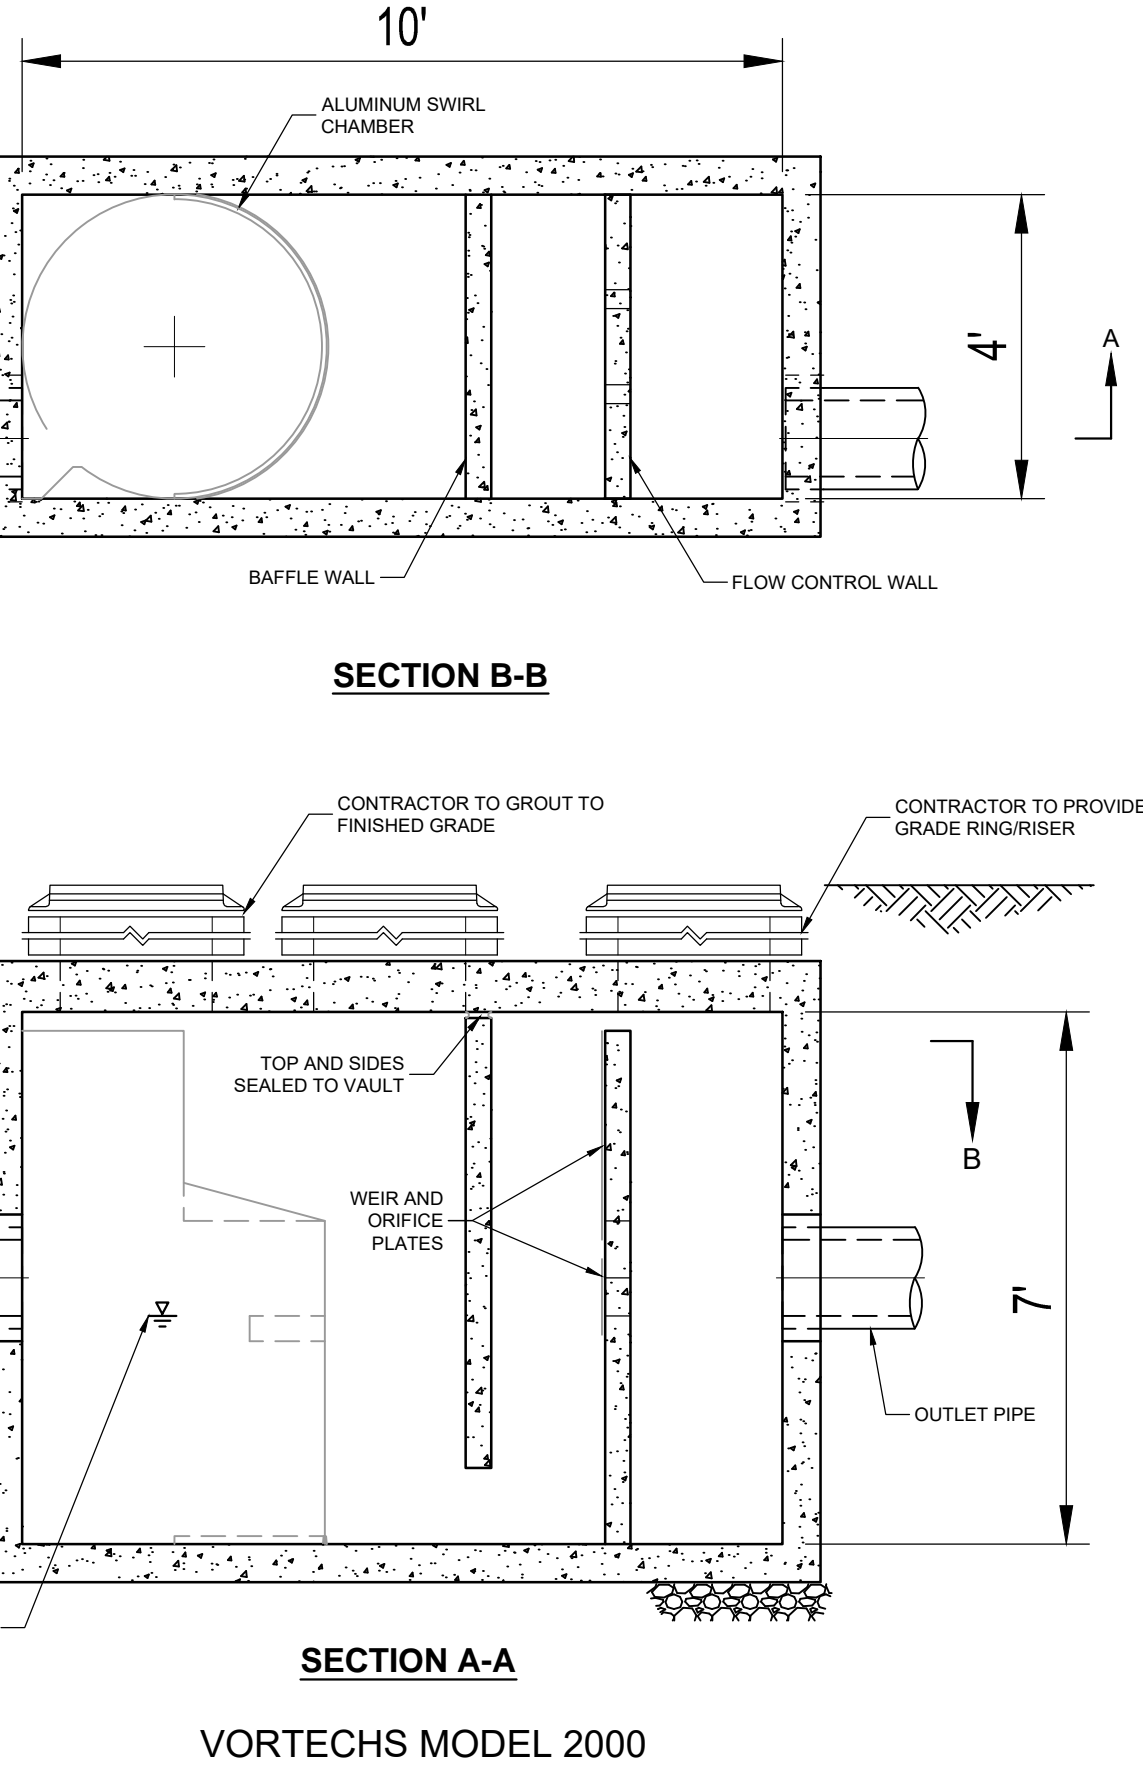 10'
ALUMINUM SWIRL
CHAMBER
4'
A
BAFFLE WALL
FLOW CONTROL WALL
SECTION B-B
CONTRACTOR TO GROUT TO
FINISHED GRADE
CONTRACTOR TO PROVIDE
GRADE RING/RISER
TOP AND SIDES
SEALED TO VAULT
B
WEIR AND
ORIFICE
PLATES
7'
OUTLET PIPE
SECTION A-A
VORTECHS MODEL 2000